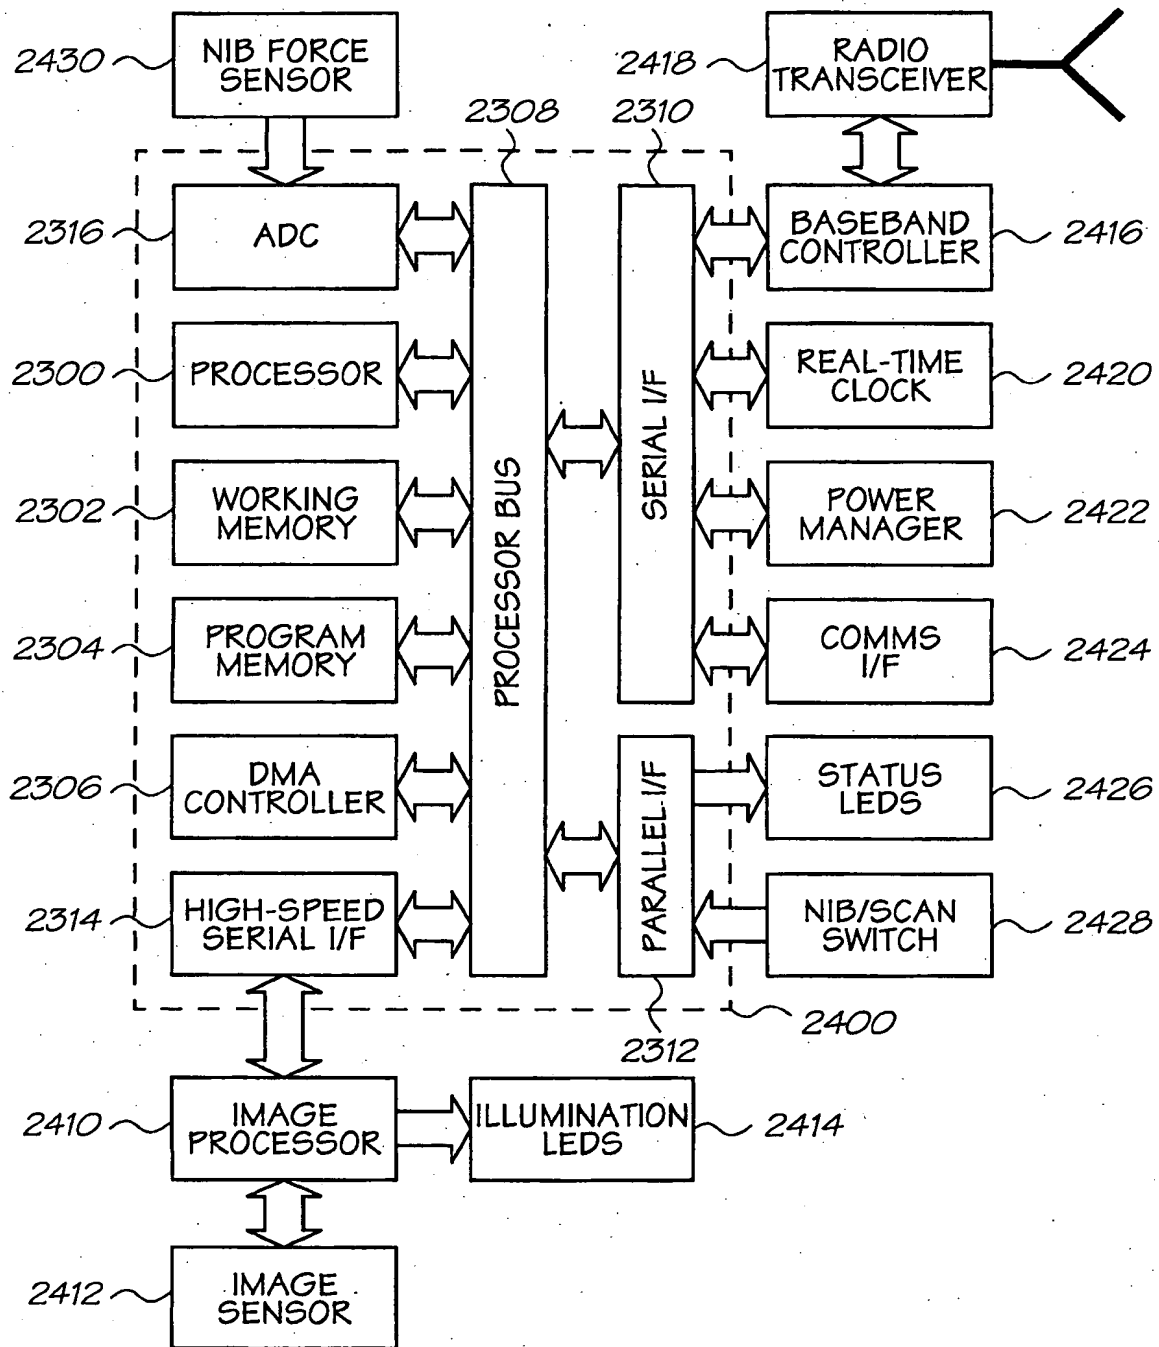 2430
NIB FORCE
SENSOR
2418
RADIO
TRANSCEIVER
2308
2310
2316
ADC
BASEBAND
CONTROLLER
2416
2300
PROCESSOR
REAL-TIME
CLOCK
2420
2302
WORKING
MEMORY
PROCESSOR BUS
SERIAL I/F
POWER
MANAGER
2422
2304
PROGRAM
MEMORY
COMMS
I/F
2424
2306
DMA
CONTROLLER
PARALLEL-I/F
STATUS
LEDS
2426
2314
HIGH-SPEED
SERIAL I/F
NIB/SCAN
SWITCH
2428
2400
2312
2410
IMAGE
PROCESSOR
ILLUMINATION
LEDS
2414
2412
IMAGE
SENSOR